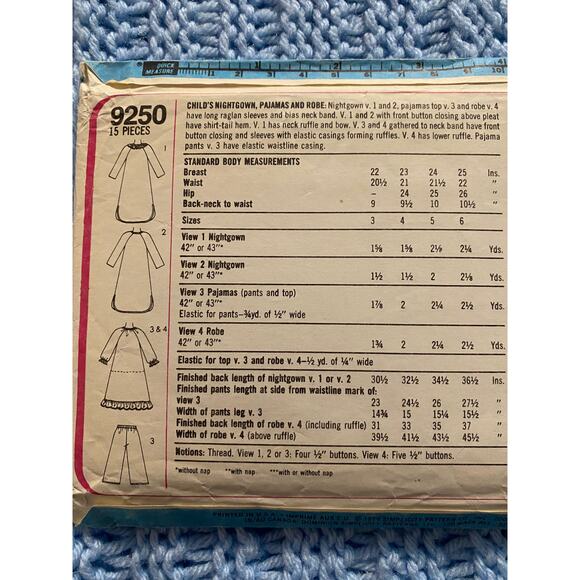 QUICK MEASURE
9250
15 PIECES
CHILD'S NIGHTGOWN, PAJAMAS AND ROBE: Nightgown v. 1 and 2, pajamas top v. 3 and robe v. 4
have long raglan sleeves and bias neck band. V. 1 and 2 with front button closing above pleat
have shirt-tail hem. V. 1 has neck ruffle and bow. V. 3 and 4 gathered to neck band have front
button closing and sleeves with elastic casings forming ruffles. V. 4 has lower ruffle. Pajama
pants v. 3 have elastic waistline casing.
STANDARD BODY MEASUREMENTS
Breast 22 23 24 25 Ins.
Waist 20½ 21 21½ 22 "
Hip - 24 25 26 "
Back-neck to waist 9 9½ 10 10½ "
Sizes 3 4 5 6
View 1 Nightgown
42" or 43"* 1⅝ 1⅝ 2⅛ 2¼ Yds.
View 2 Nightgown
42" or 43"* 1½ 1½ 2 2⅛ Yds.
View 3 Pajamas (pants and top)
42" or 43"* 1⅞ 2 2¼ 2½ Yds.
Elastic for pants-¾yd. of ½" wide
View 4 Robe
42" or 43"* 1¾ 2 2¼ 2½ Yds.
Elastic for top v. 3 and robe v. 4-½ yd. of ¼" wide
Finished back length of nightgown v. 1 or v. 2 30½ 32½ 34½ 36½ Ins.
Finished pants length at side from waistline mark of:
view 3 23 24½ 26 27½ "
Width of pants leg v. 3 14¾ 15 15¼ 15½ "
Finished back length of robe v. 4 (including ruffle) 31 33 35 37 "
Width of robe v. 4 (above ruffle) 39½ 41½ 43½ 45½ "
Notions: Thread. View 1, 2 or 3: Four ½" buttons. View 4: Five ½" buttons.
*without nap **with nap ***with or without nap
1
2
3 & 4
3
PRINTED IN U.S.A. - IMPRIME AUX E.U. © 1979 SIMPLICITY PATTERN CO.
IN/AU CANADA: DOMINION SIMPLICITY PATTERNS